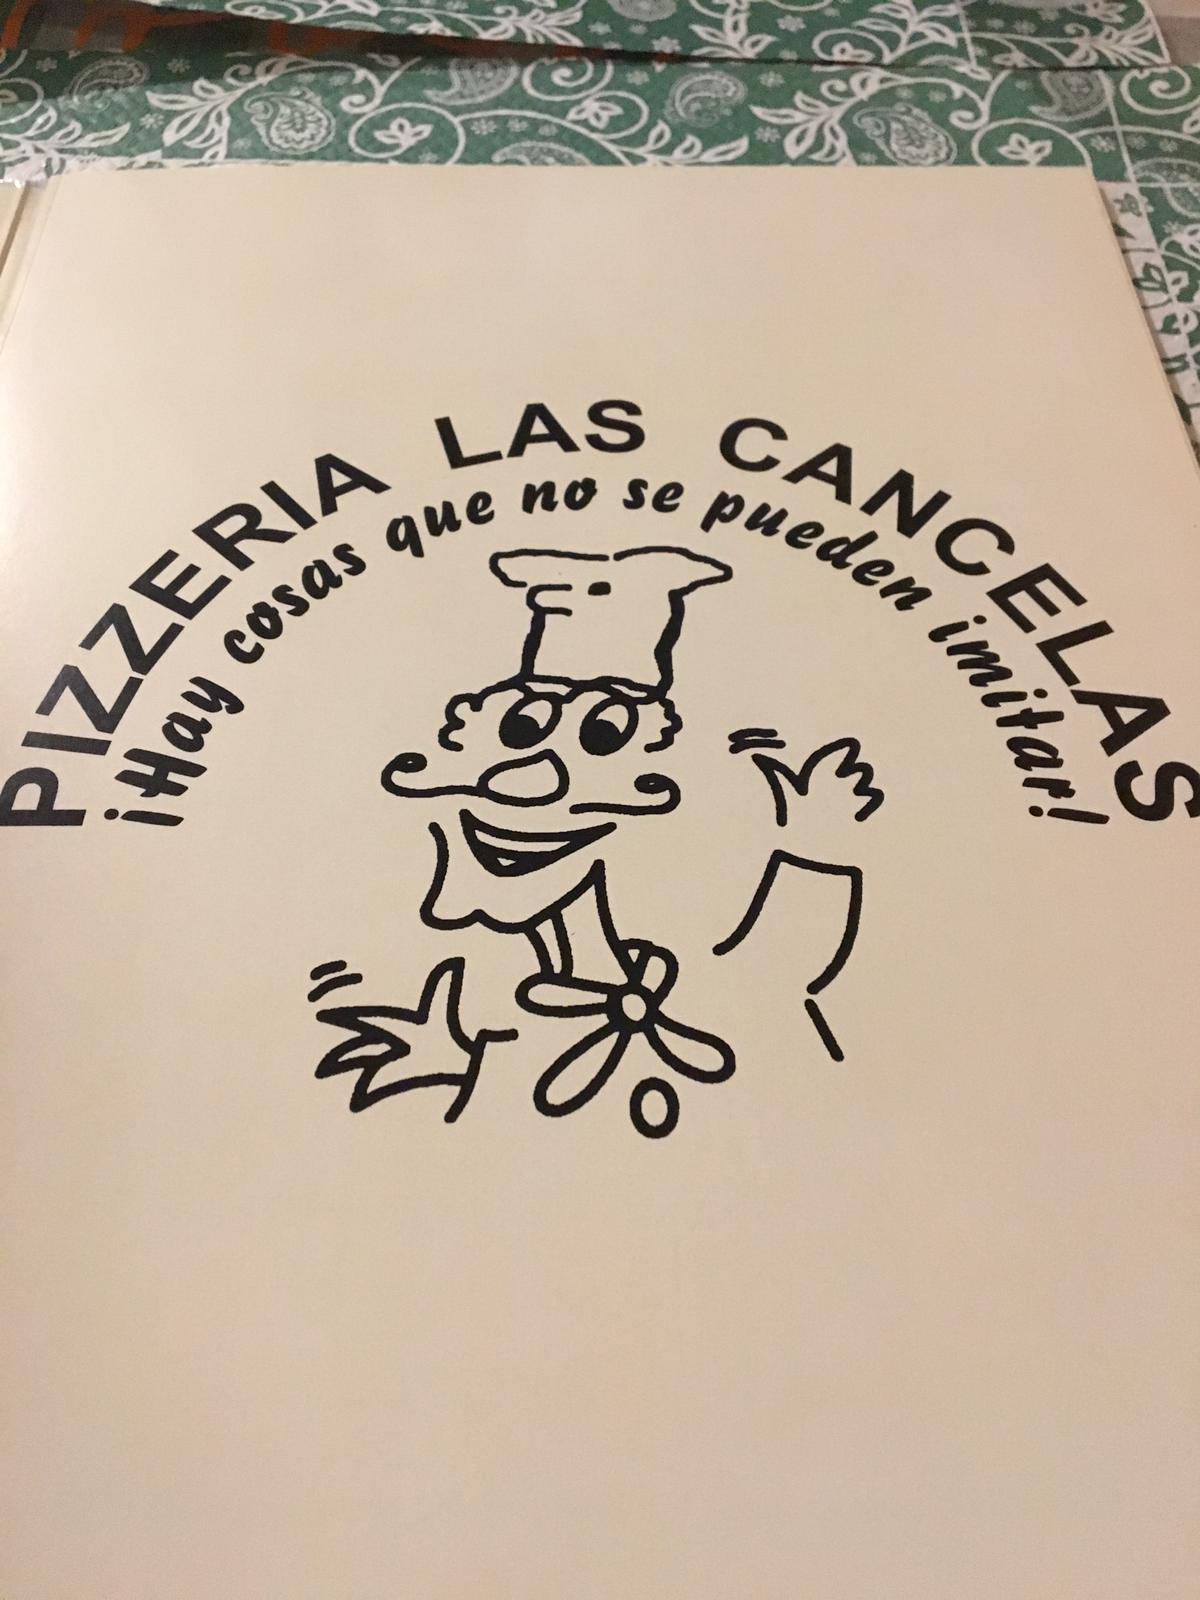 PIZZERIA LAS CANCELAS
¡Hay cosas que no se pueden imitar!